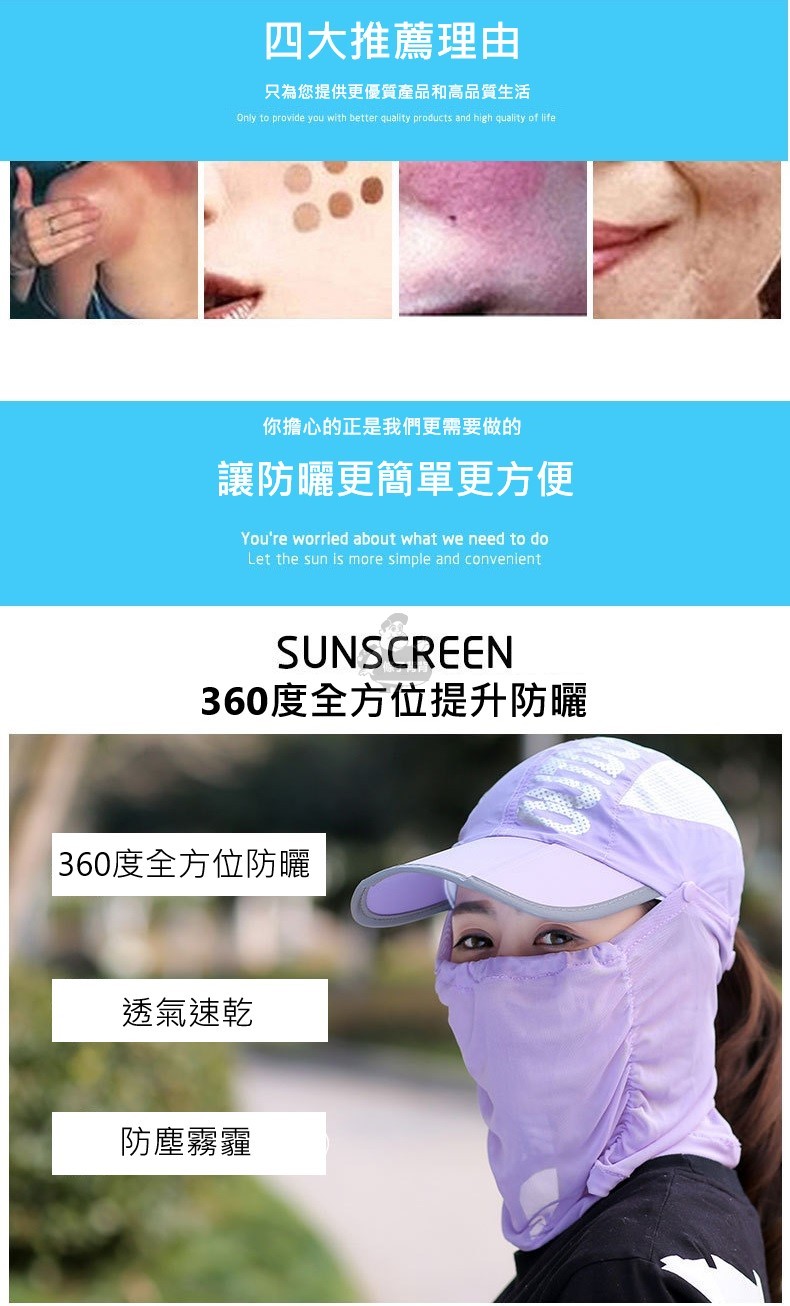 四大推薦理由
只為您提供更優質產品和高品質生活
Only to provide you with better quality products and high quality of life
你擔心的正是我們更需要做的
讓防曬更簡單更方便
You're worried about what we need to do
Let the sun is more simple and convenient
SUNSCREEN
360度全方位提升防曬
360度全方位防曬
透氣速乾
防塵霧霾